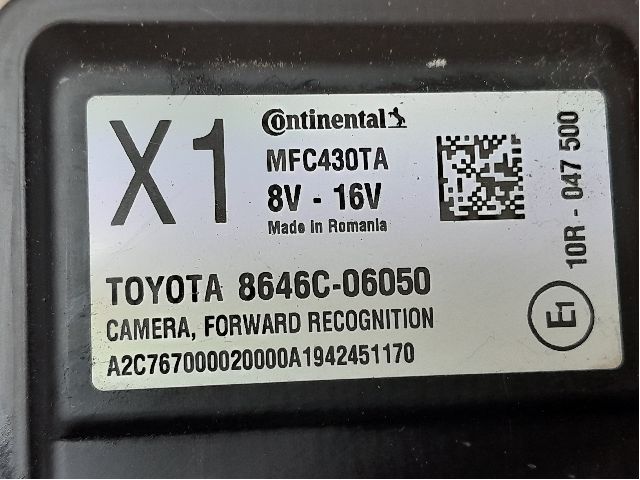 X1
Continental
MFC430TA
8V - 16V
Made in Romania
TOYOTA 8646C-06050
CAMERA, FORWARD RECOGNITION
A2C767000020000A1942451170
E1
10R - 047 500